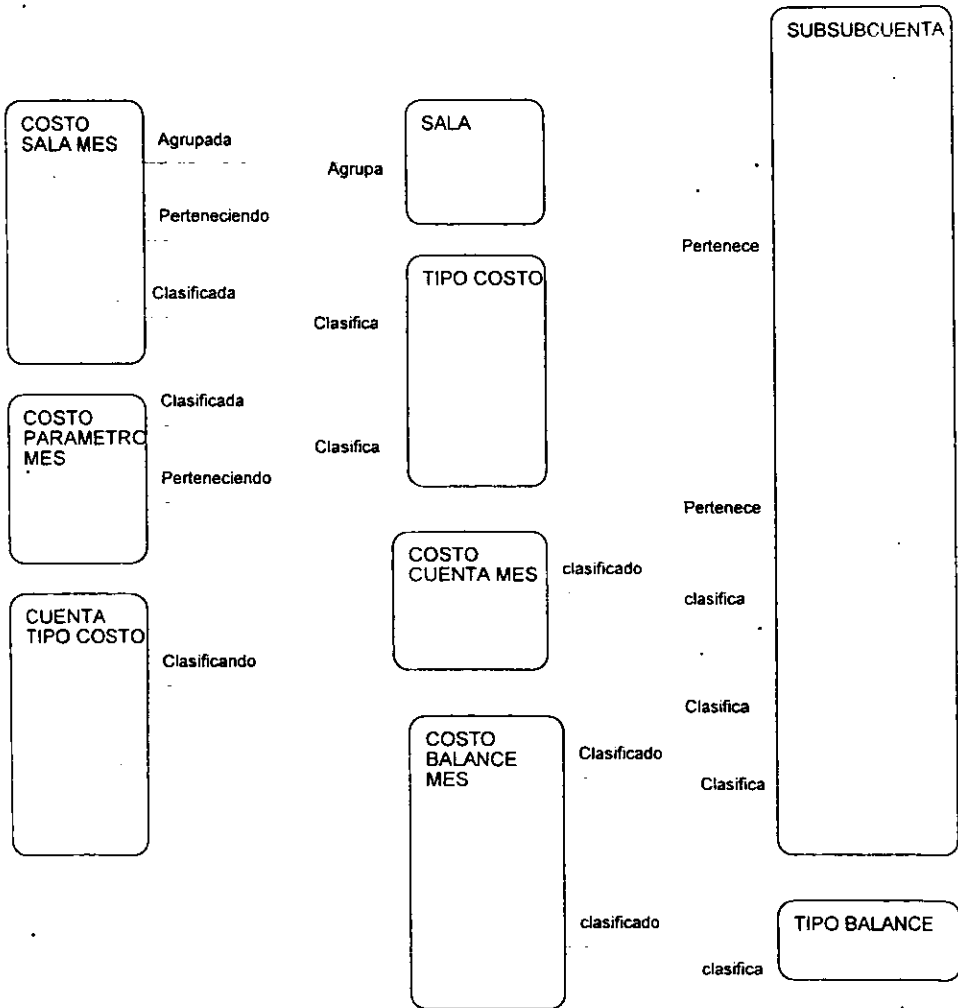 SUBSUBCUENTA
COSTO
SALA MES
Agrupada
Perteneciendo
Clasificada
SALA
Agrupa
Pertenece
TIPO COSTO
Clasifica
Clasifica
COSTO
PARAMETRO
MES
Clasificada
Perteneciendo
Pertenece
COSTO
CUENTA MES
clasificado
clasifica
CUENTA
TIPO COSTO
Clasificando
Clasifica
COSTO
BALANCE
MES
Clasificado
Clasifica
clasificado
TIPO BALANCE
clasifica